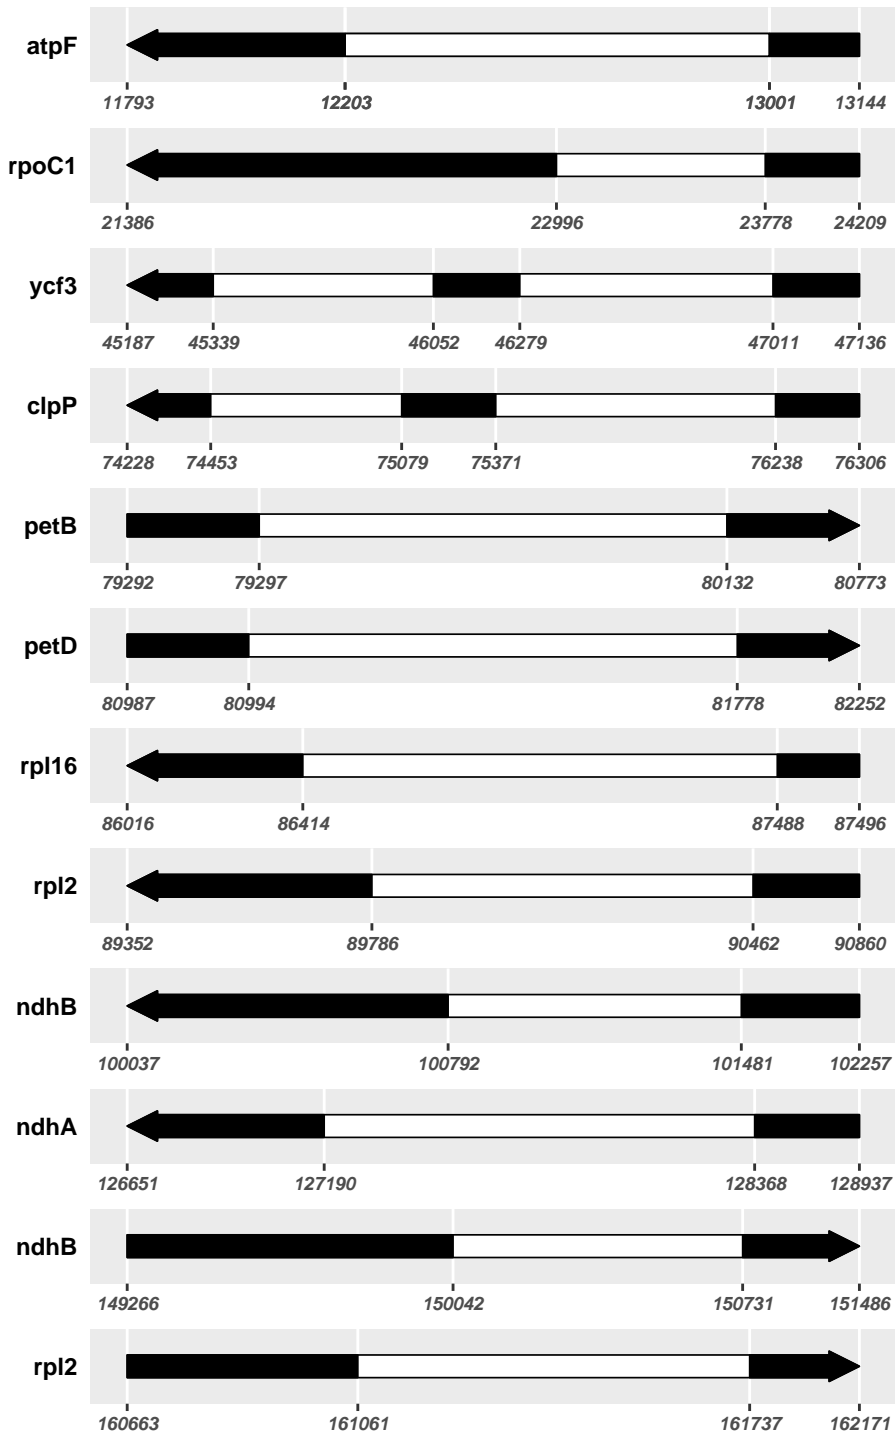 atpF
11793 12203 13001 13144
rpoC1
21386 22996 23778 24209
ycf3
45187 45339 46052 46279 47011 47136
clpP
74228 74453 75079 75371 76238 76306
petB
79292 79297 80132 80773
petD
80987 80994 81778 82252
rpl16
86016 86414 87488 87496
rpl2
89352 89786 90462 90860
ndhB
100037 100792 101481 102257
ndhA
126651 127190 128368 128937
ndhB
149266 150042 150731 151486
rpl2
160663 161061 161737 162171